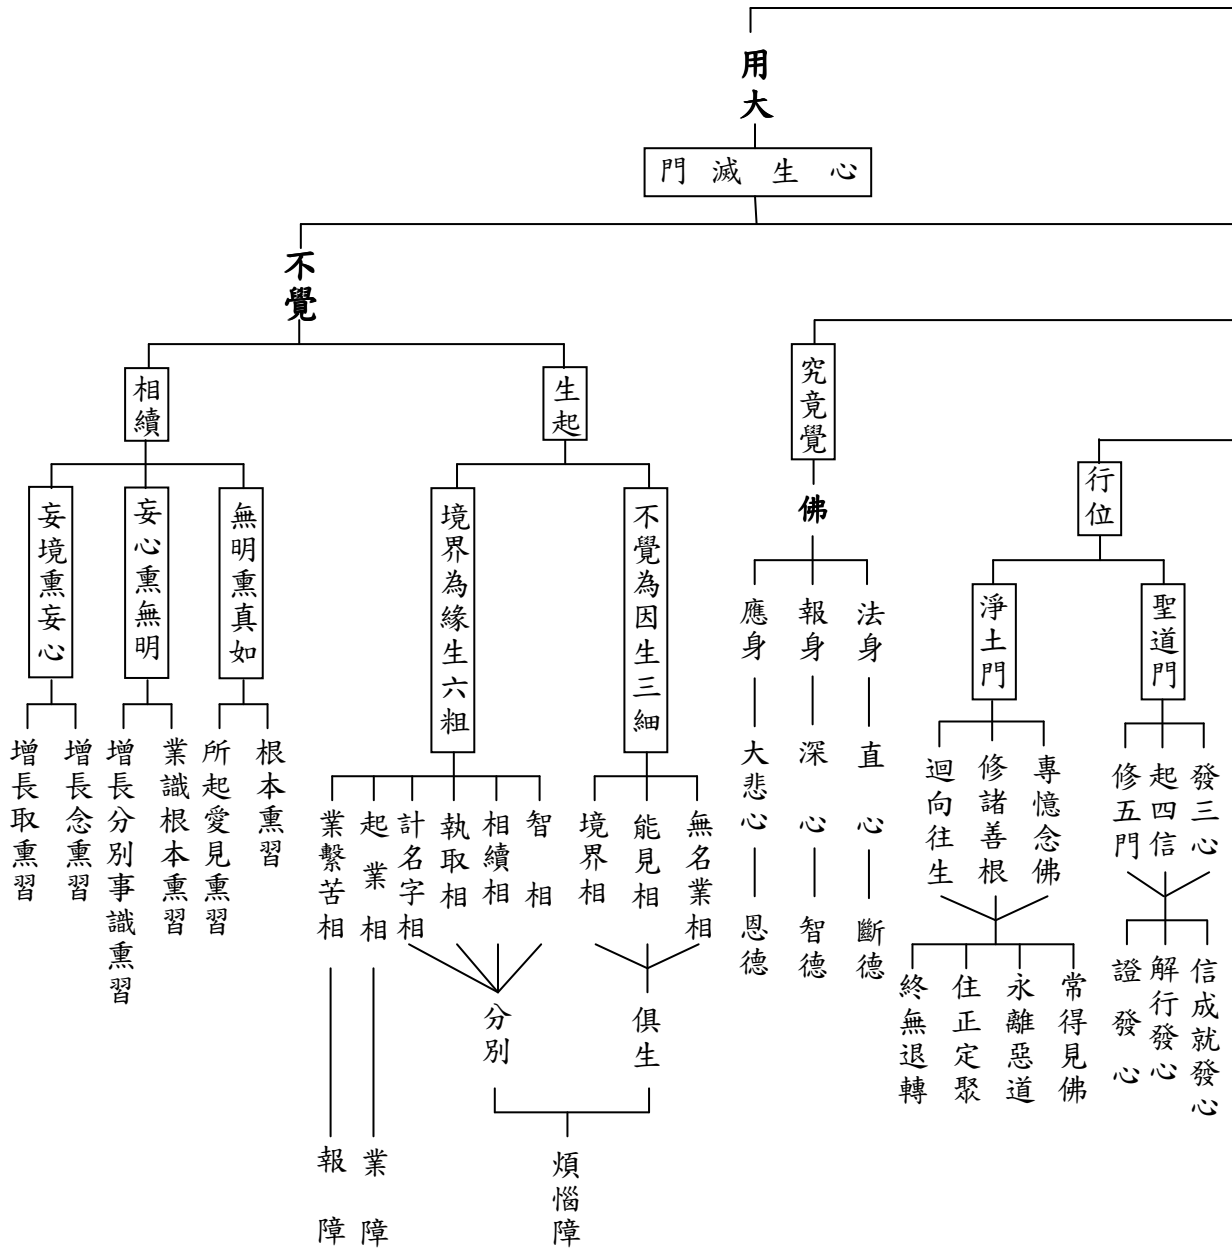 用大
心生滅門
不覺
究竟覺
生起
相續
行位
佛
聖道門
淨土門
法身
報身
應身
不覺為因生三細
境界為緣生六粗
無明熏真如
妄心熏無明
妄境熏妄心
發三心
起四信
修五門
專憶念佛
修諸善根
迴向往生
直心
深心
大悲心
無名業相
能見相
境界相
智相
相續相
執取相
計名字相
起業相
業繫苦相
根本熏習
所起愛見熏習
業識根本熏習
增長分別事識熏習
增長念熏習
增長取熏習
信成就發心
解行發心
證發心
常得見佛
永離惡道
住正定聚
終無退轉
斷德
智德
恩德
俱生
分別
煩惱障
業障
報障